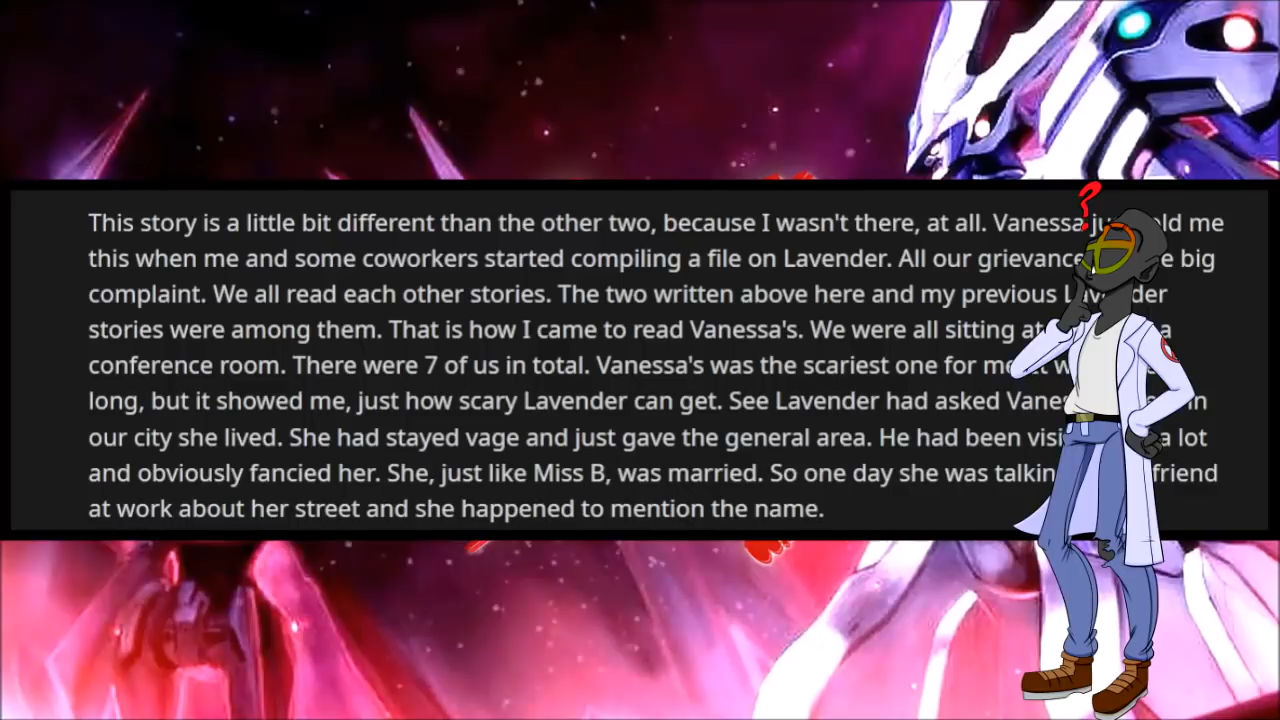 This story is a little bit different than the other two, because I wasn't there, at all. Vanessa me
this when me and some coworkers started compiling a file on Lavender. All our big
complaint. We all read each other stories. The two written above here and my previous
stories were among them. That is how I came to read Vanessa's. We were all sitting a
conference room. There were 7 of us in total. Vanessa's was the scariest one for
long, but it showed me, just how scary Lavender can get. See Lavender had asked in
our city she lived. She had stayed vage and just gave the general area. He had been a lot
and obviously fancied her. She, just like Miss B, was married. So one day she was friend
at work about her street and she happened to mention the name.
?